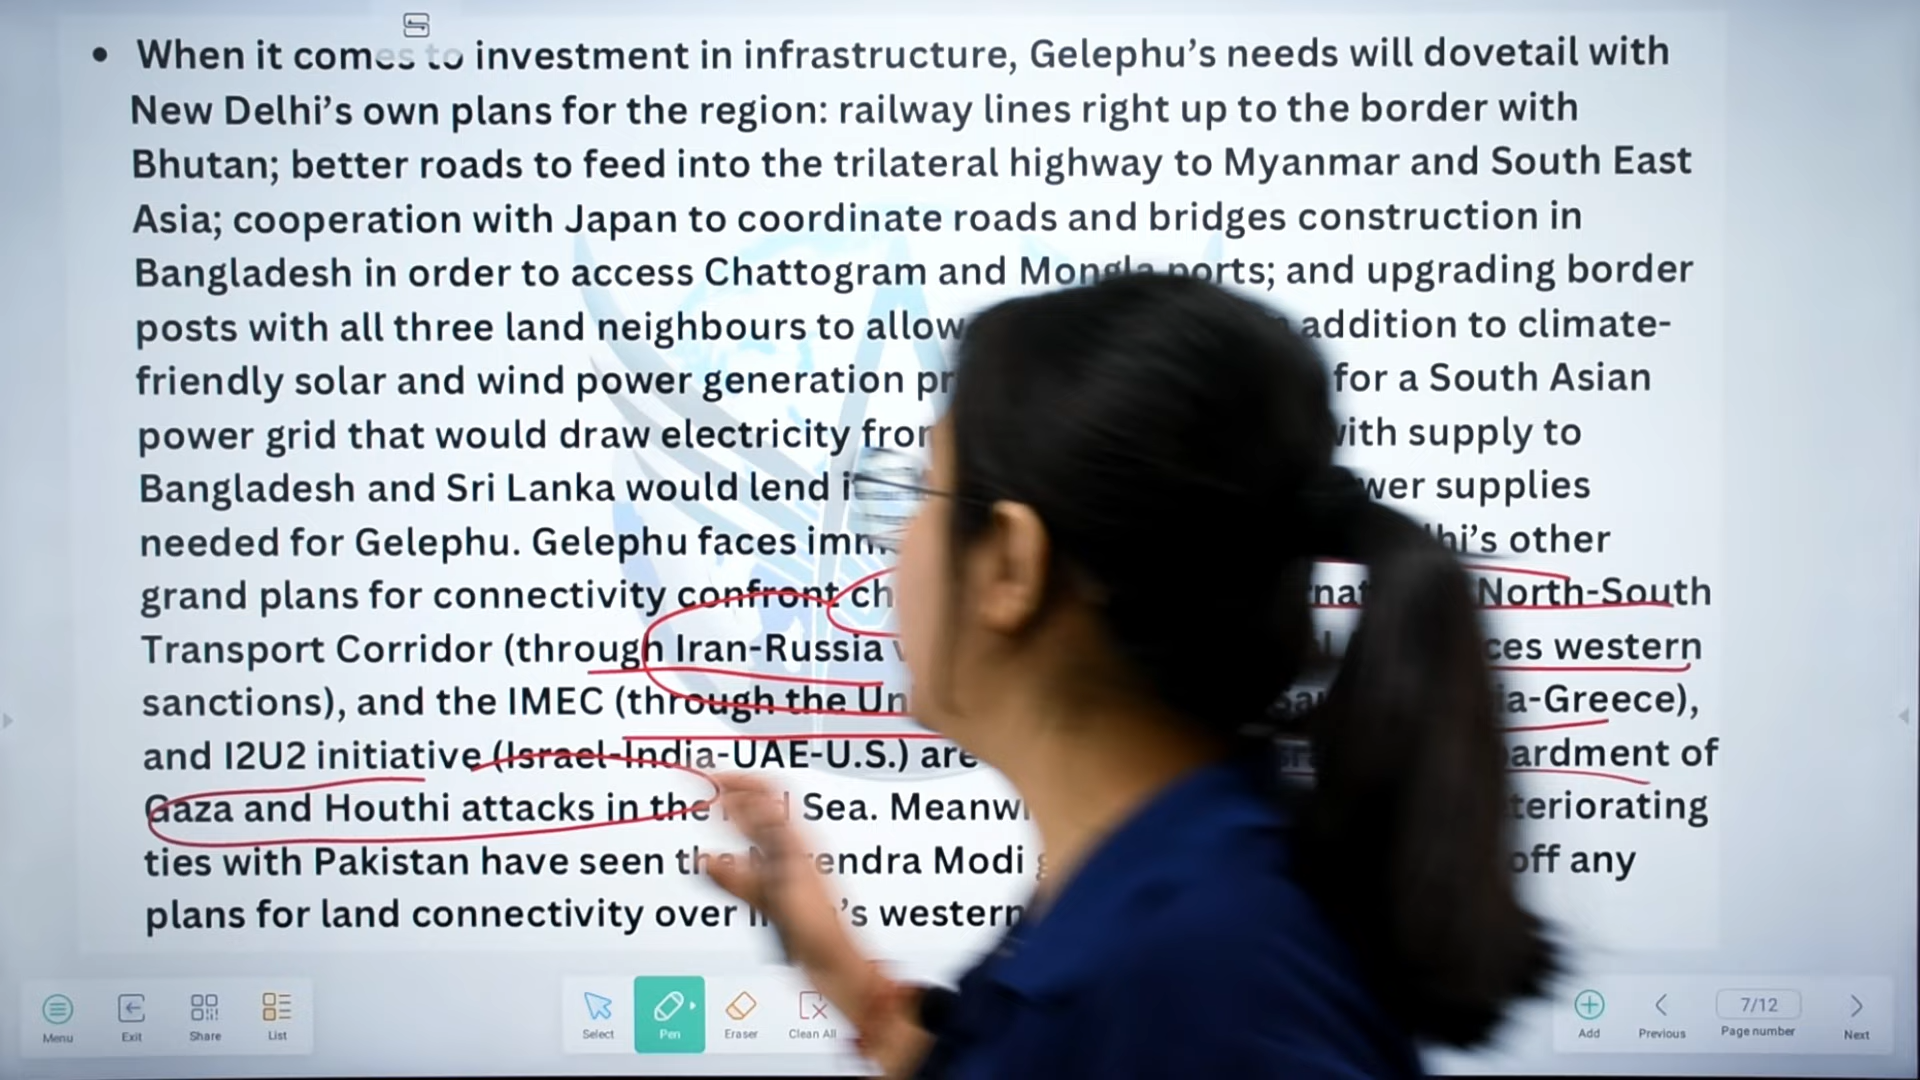 • When it comes to investment in infrastructure, Gelephu’s needs will dovetail with
New Delhi’s own plans for the region: railway lines right up to the border with
Bhutan; better roads to feed into the trilateral highway to Myanmar and South East
Asia; cooperation with Japan to coordinate roads and bridges construction in
Bangladesh in order to access Chattogram and Mongla ports; and upgrading border
posts with all three land neighbours to allow addition to climate-
friendly solar and wind power generation for a South Asian
power grid that would draw electricity with supply to
Bangladesh and Sri Lanka would lend supplies
needed for Gelephu. Gelephu faces other
grand plans for connectivity confront North-South
Transport Corridor (through Iran-Russia western
sanctions), and the IMEC (through the
and I2U2 initiative (Israel-India-UAE-U.S.) are of
Gaza and Houthi attacks in the Sea.
ties with Pakistan have seen Modi off any
plans for land connectivity over western
Menu Exit Share List Select Pen Eraser Clean All Add Previous 7/12 Page number Next